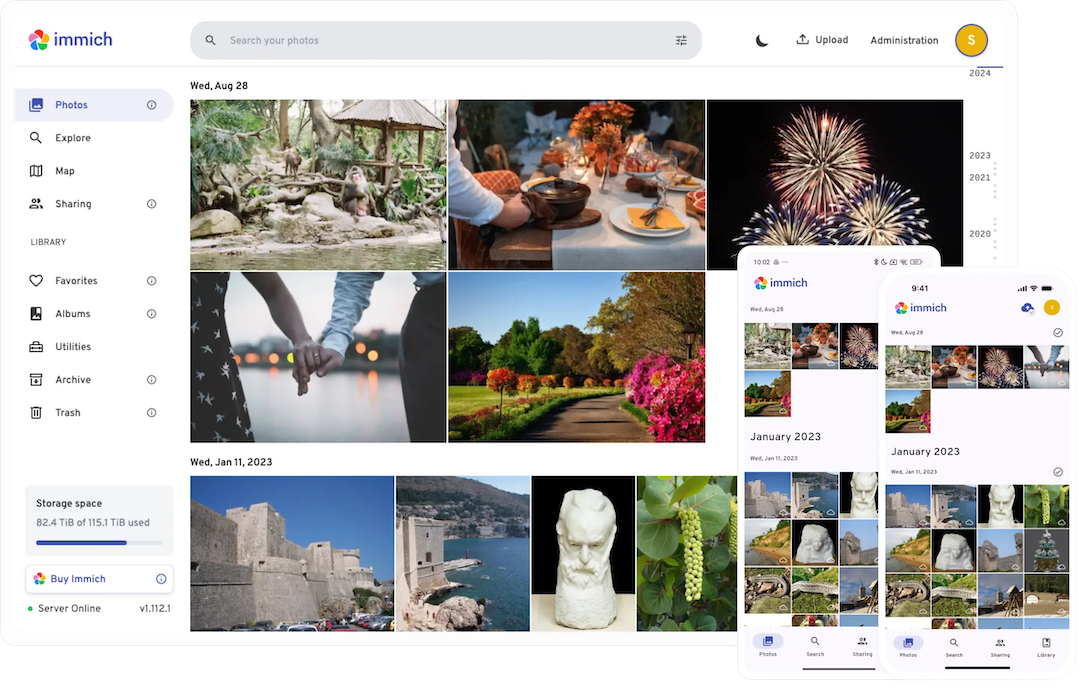 immich
Search your photos
Upload
Administration
S
Photos
Explore
Map
Sharing
LIBRARY
Favorites
Albums
Utilities
Archive
Trash
Storage space
82.4 TiB of 115.1 TiB used
Buy Immich
Server Online v1.112.1
Wed, Aug 28
Wed, Jan 11, 2023
2024
2023
2021
2020
10:02
immich
Wed, Aug 28
January 2023
Wed, Jan 11, 2023
Photos Search Sharing
9:41
immich
S
Wed, Aug 28
January 2023
Wed, Jan 11, 2023
Photos Search Sharing Library